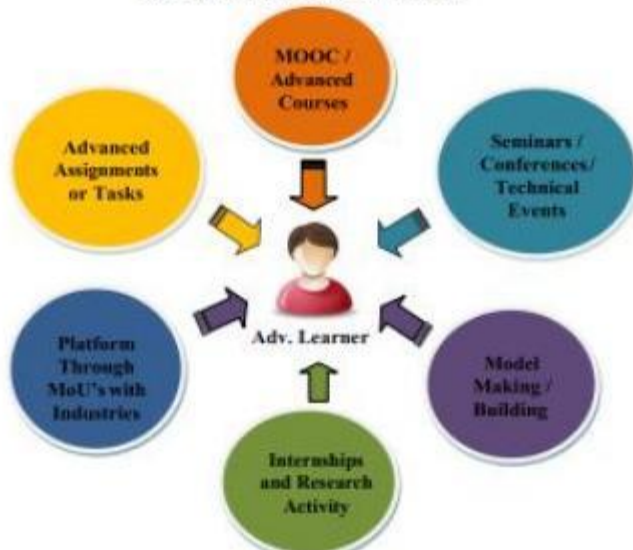 MOOC /
Advanced
Courses
Advanced
Assignments
or Tasks
Seminars /
Conferences/
Technical
Events
Adv. Learner
Platform
Through
MoU's with
Industries
Model
Making /
Building
Internships
and Research
Activity